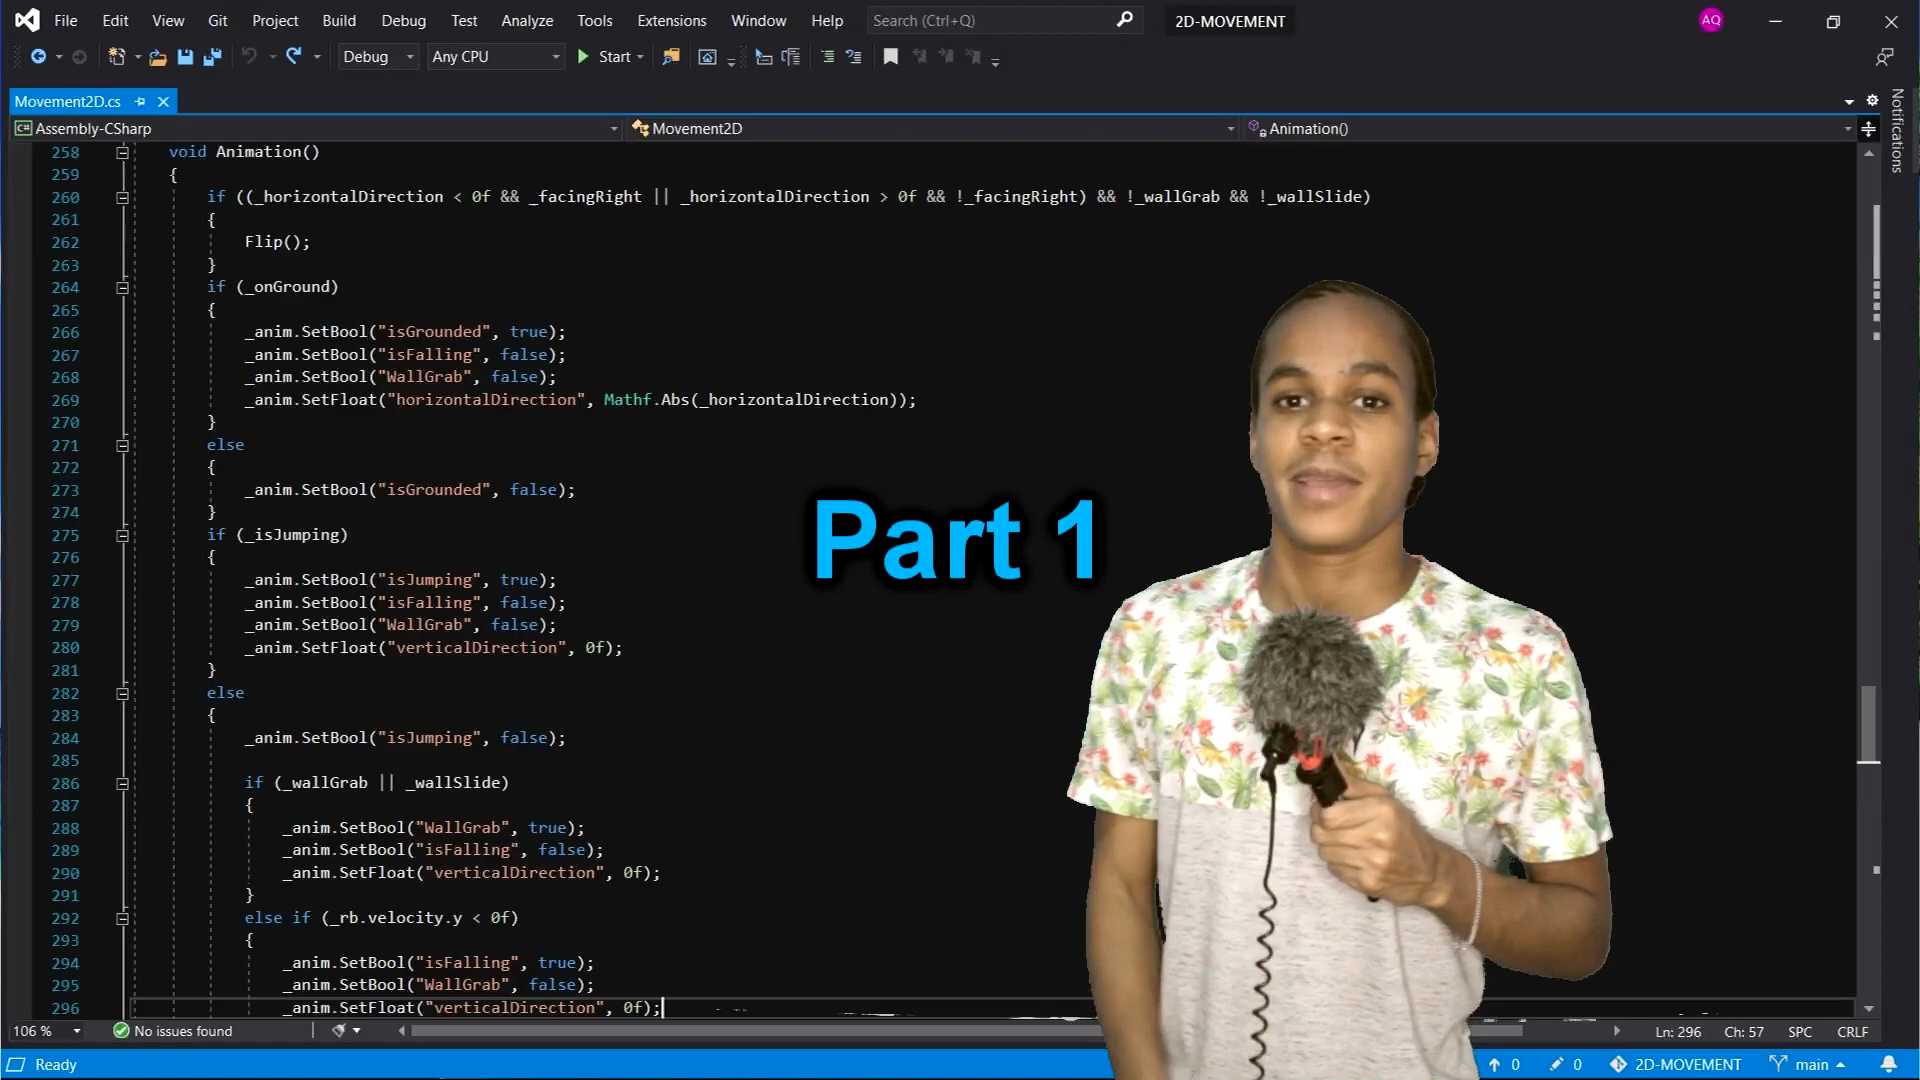 File Edit View Git Project Build Debug Test Analyze Tools Extensions Window Help Search (Ctrl+Q) 2D-MOVEMENT AQ
Debug Any CPU Start
Movement2D.cs
Notifications
C# Assembly-CSharp Movement2D Animation()
258 void Animation()
259 {
260 if ((_horizontalDirection < 0f && _facingRight || _horizontalDirection > 0f && !_facingRight) && !_wallGrab && !_wallSlide)
261 {
262 Flip();
263 }
264 if (_onGround)
265 {
266 _anim.SetBool("isGrounded", true);
267 _anim.SetBool("isFalling", false);
268 _anim.SetBool("WallGrab", false);
269 _anim.SetFloat("horizontalDirection", Mathf.Abs(_horizontalDirection));
270 }
271 else
272 {
273 _anim.SetBool("isGrounded", false);
274 }
275 if (_isJumping)
276 {
277 _anim.SetBool("isJumping", true);
278 _anim.SetBool("isFalling", false);
279 _anim.SetBool("WallGrab", false);
280 _anim.SetFloat("verticalDirection", 0f);
281 }
282 else
283 {
284 _anim.SetBool("isJumping", false);
285
286 if (_wallGrab || _wallSlide)
287 {
288 _anim.SetBool("WallGrab", true);
289 _anim.SetBool("isFalling", false);
290 _anim.SetFloat("verticalDirection", 0f);
291 }
292 else if (_rb.velocity.y < 0f)
293 {
294 _anim.SetBool("isFalling", true);
295 _anim.SetBool("WallGrab", false);
296 _anim.SetFloat("verticalDirection", 0f);
Part 1
106 % No issues found Ln: 296 Ch: 57 SPC CRLF
Ready 0 0 2D-MOVEMENT main